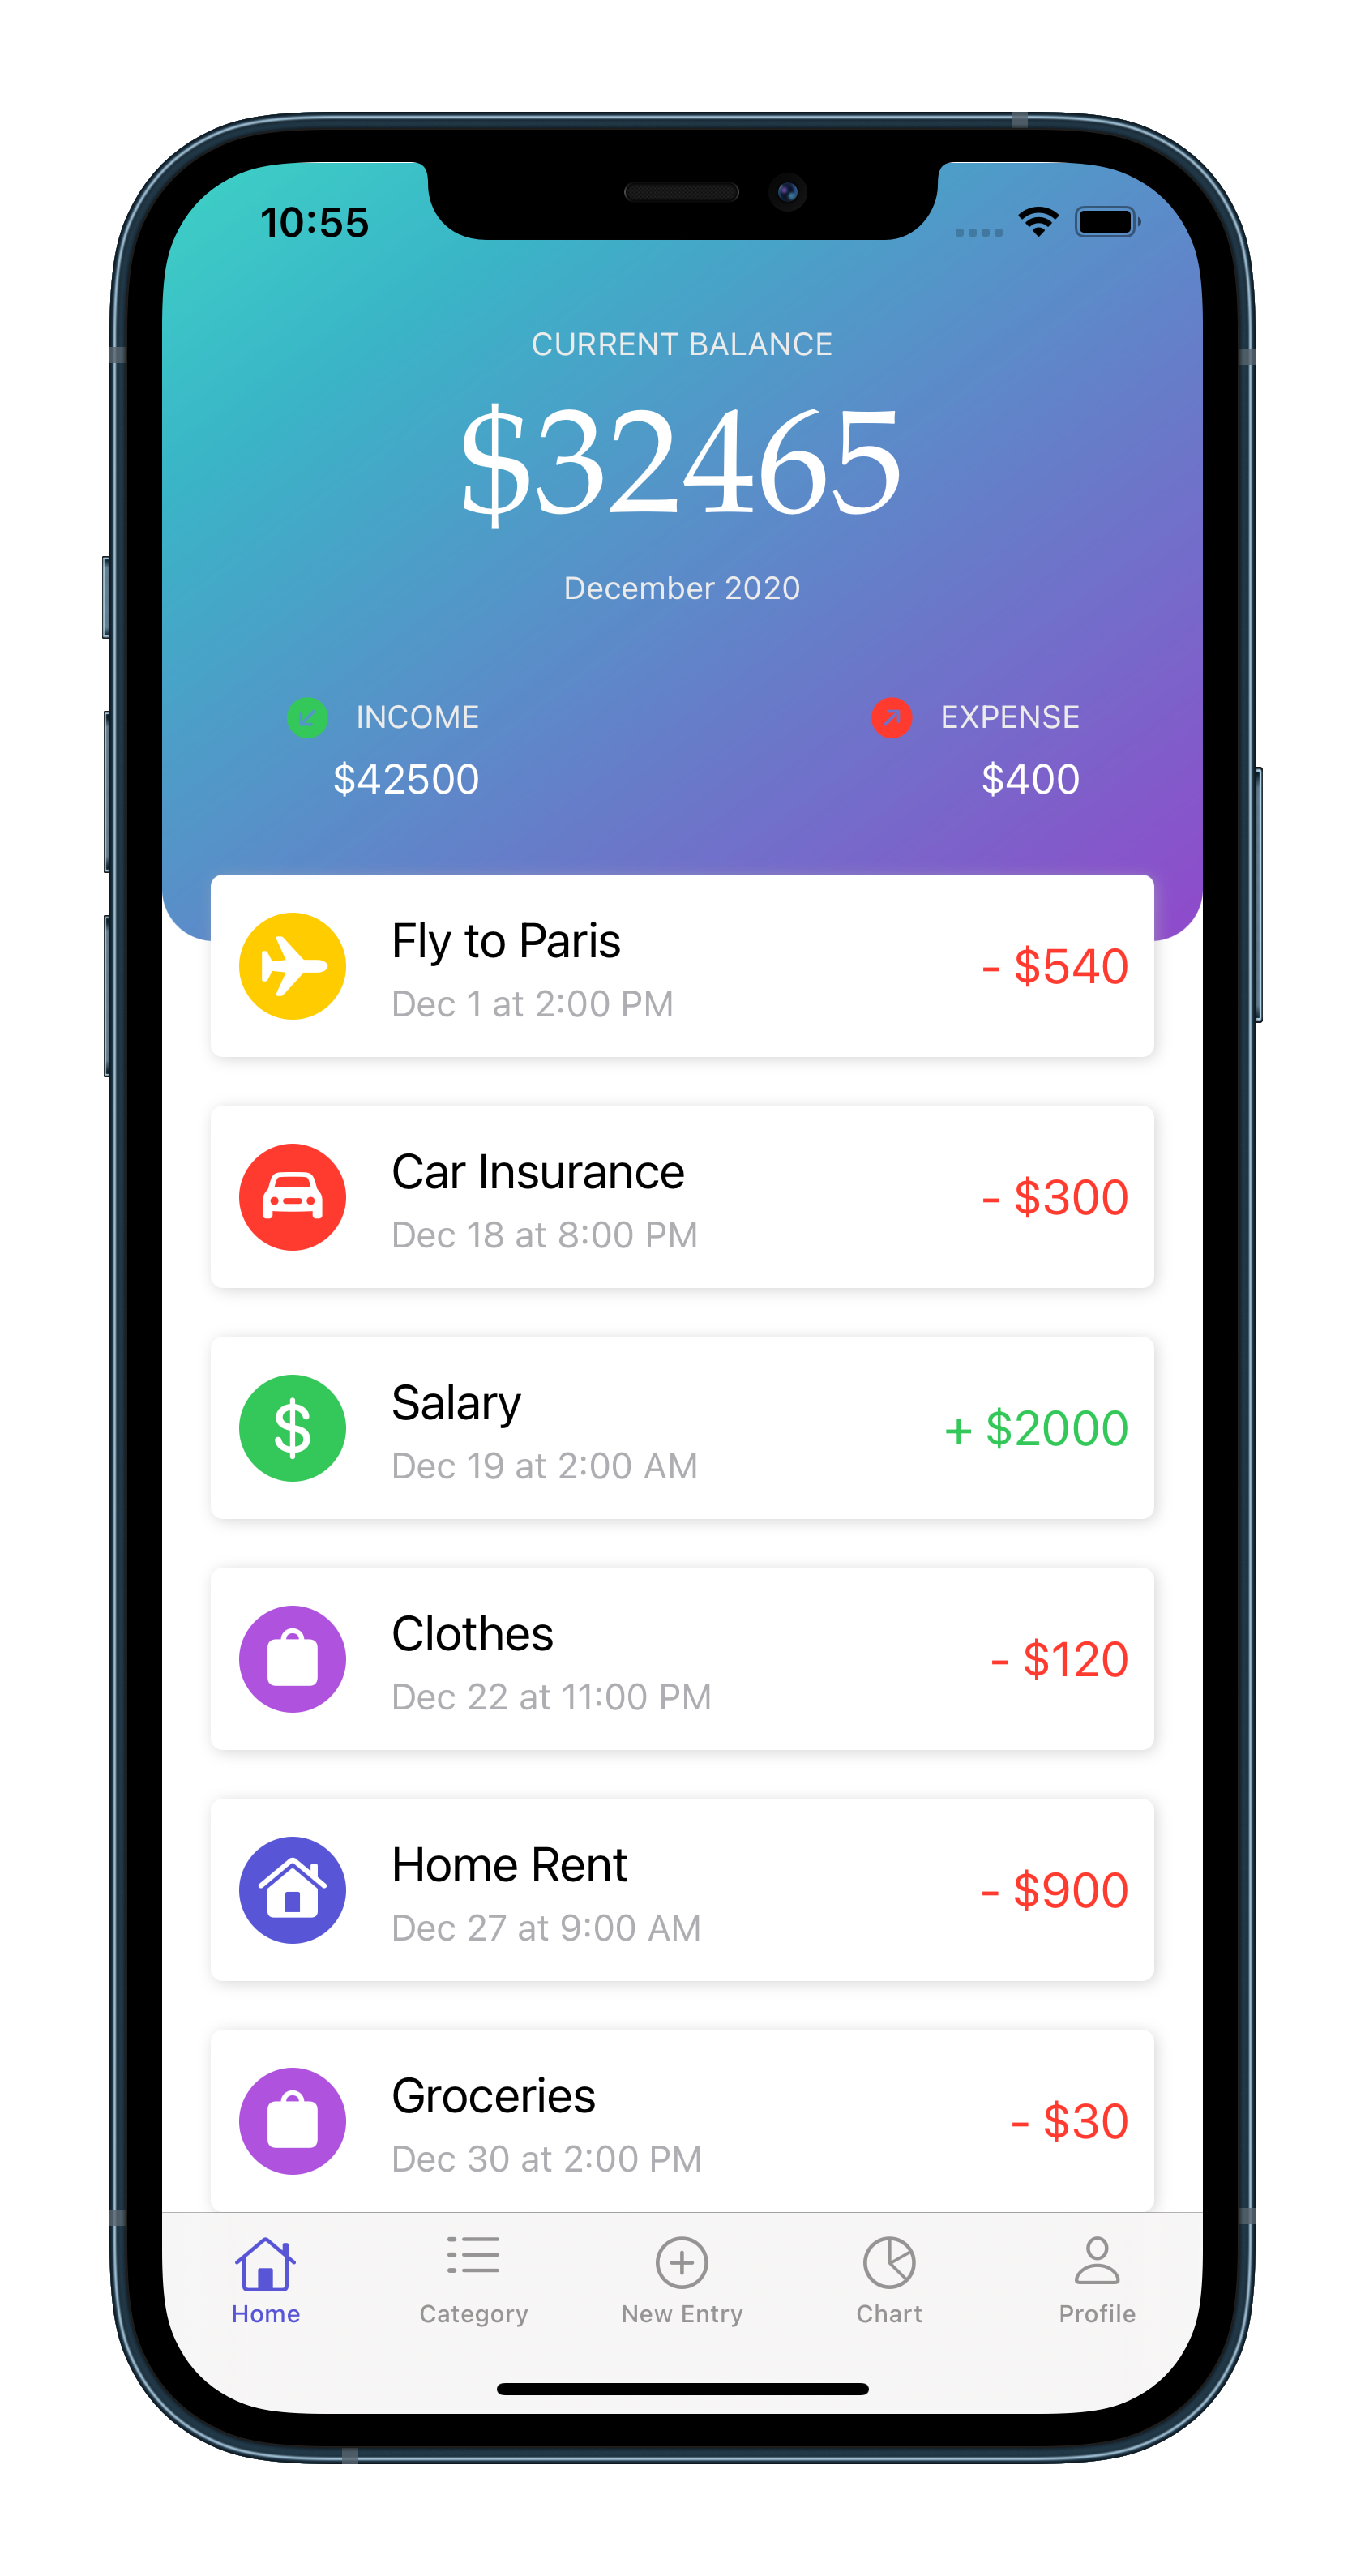 10:55
CURRENT BALANCE
$32465
December 2020
INCOME
$42500
EXPENSE
$400
Fly to Paris
Dec 1 at 2:00 PM
- $540
Car Insurance
Dec 18 at 8:00 PM
- $300
Salary
Dec 19 at 2:00 AM
+ $2000
Clothes
Dec 22 at 11:00 PM
- $120
Home Rent
Dec 27 at 9:00 AM
- $900
Groceries
Dec 30 at 2:00 PM
- $30
Home
Category
New Entry
Chart
Profile